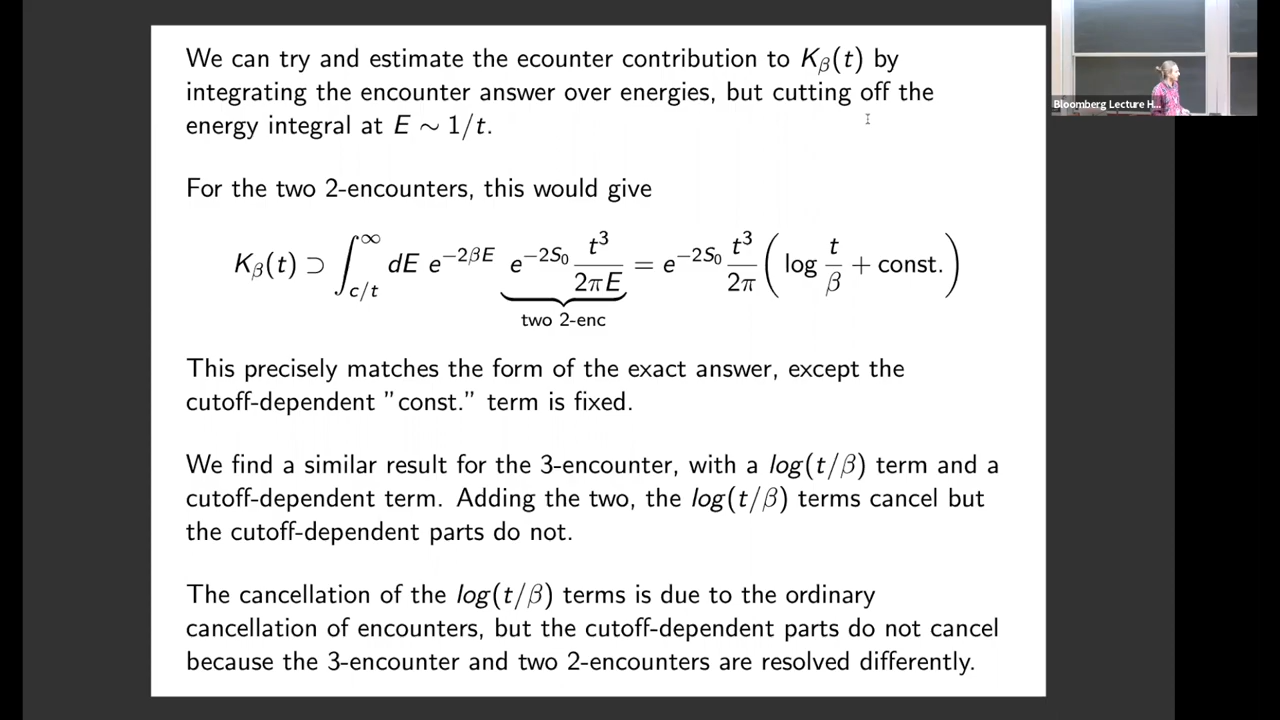 We can try and estimate the ecounter contribution to K_β(t) by
integrating the encounter answer over energies, but cutting off the
energy integral at E ∼ 1/t.
For the two 2-encounters, this would give
K_β(t) ⊃ ∫_{c/t}^{∞} dE e^{−2βE} e^{−2S_0} t^3/(2πE) = e^{−2S_0} t^3/(2π) ( log t/β + const. )
two 2-enc
This precisely matches the form of the exact answer, except the
cutoff-dependent "const." term is fixed.
We find a similar result for the 3-encounter, with a log(t/β) term and a
cutoff-dependent term. Adding the two, the log(t/β) terms cancel but
the cutoff-dependent parts do not.
The cancellation of the log(t/β) terms is due to the ordinary
cancellation of encounters, but the cutoff-dependent parts do not cancel
because the 3-encounter and two 2-encounters are resolved differently.
Bloomberg Lecture H...